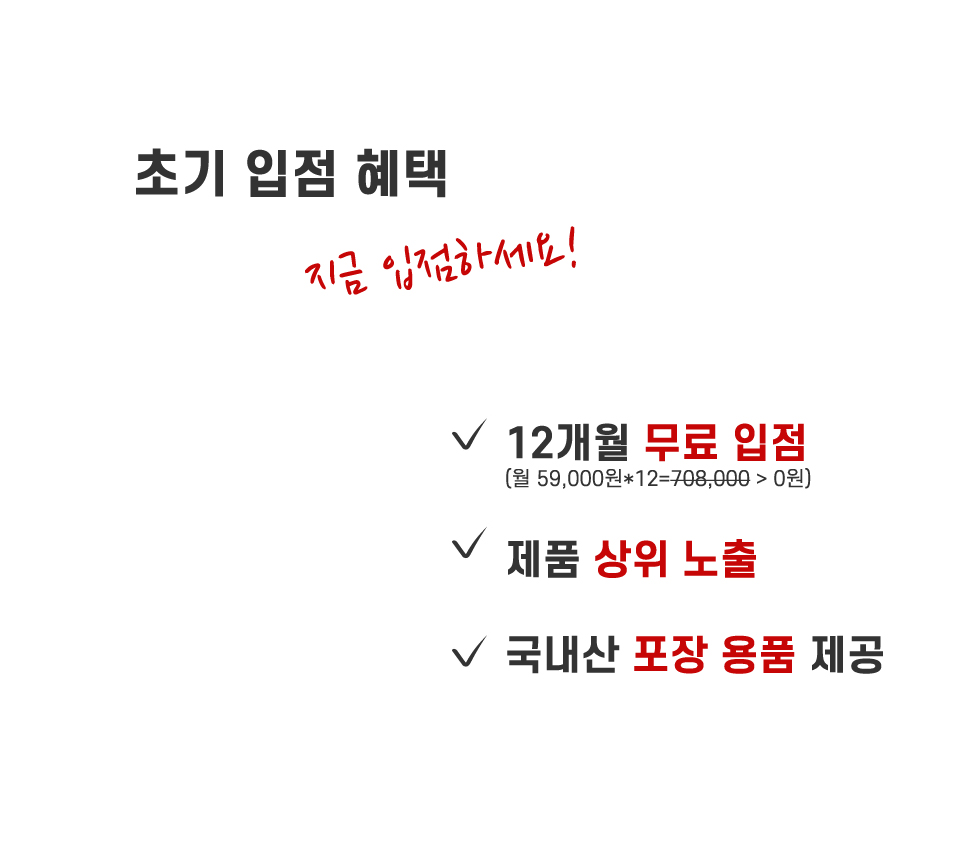 초기 입점 혜택
지금 입점하세요!
12개월 무료 입점
(월 59,000원*12=708,000 > 0원)
제품 상위 노출
국내산 포장 용품 제공